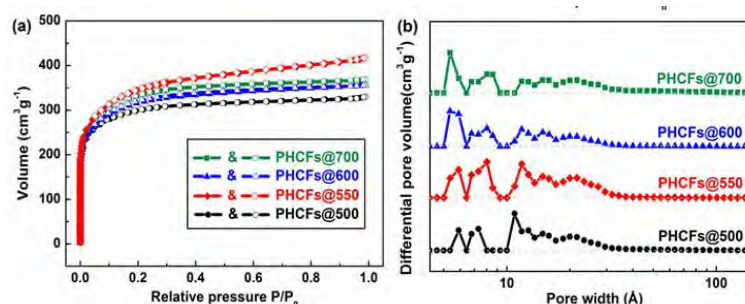 (a)
500
400
300
200
100
0
Volume (cm³g⁻¹)
& PHCFs@700
& PHCFs@600
& PHCFs@550
& PHCFs@500
0.0 0.2 0.4 0.6 0.8 1.0
Relative pressure P/P₀
(b)
Differential pore volume(cm³g⁻¹)
PHCFs@700
PHCFs@600
PHCFs@550
PHCFs@500
10 100
Pore width (Å)